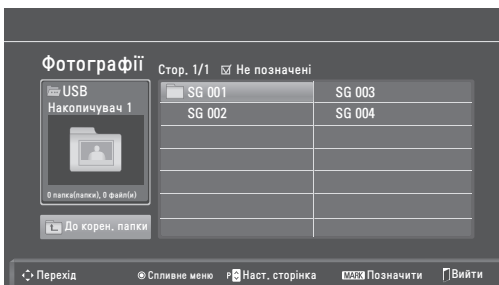 Фотографії Стор. 1/1 Не позначені
USB
Накопичувач 1
0 папка(папки), 0 файл(и)
До корен. папки
SG 001 SG 003
SG 002 SG 004
Перехід Спливне меню P Наст. сторінка MARK Позначити Вийти